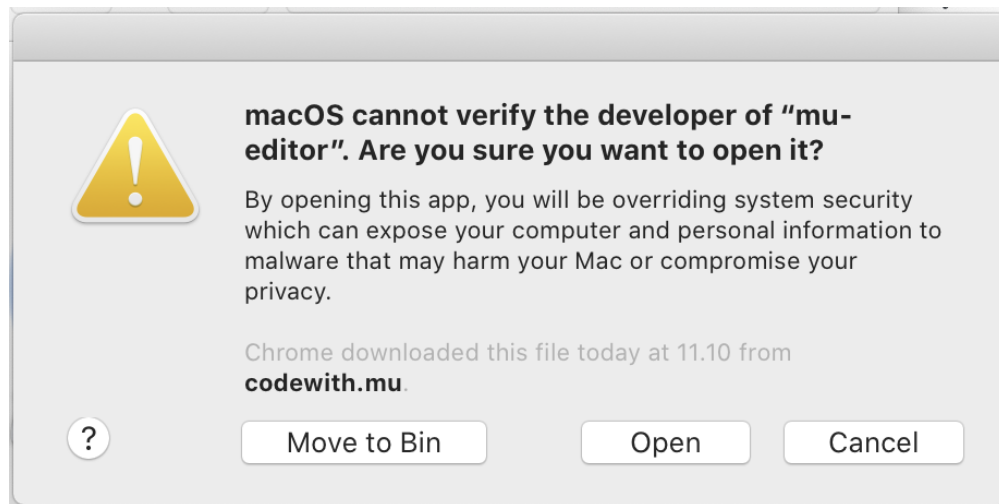 macOS cannot verify the developer of “mu-
editor”. Are you sure you want to open it?
By opening this app, you will be overriding system security
which can expose your computer and personal information to
malware that may harm your Mac or compromise your
privacy.
Chrome downloaded this file today at 11.10 from
codewith.mu.
?
Move to Bin
Open
Cancel